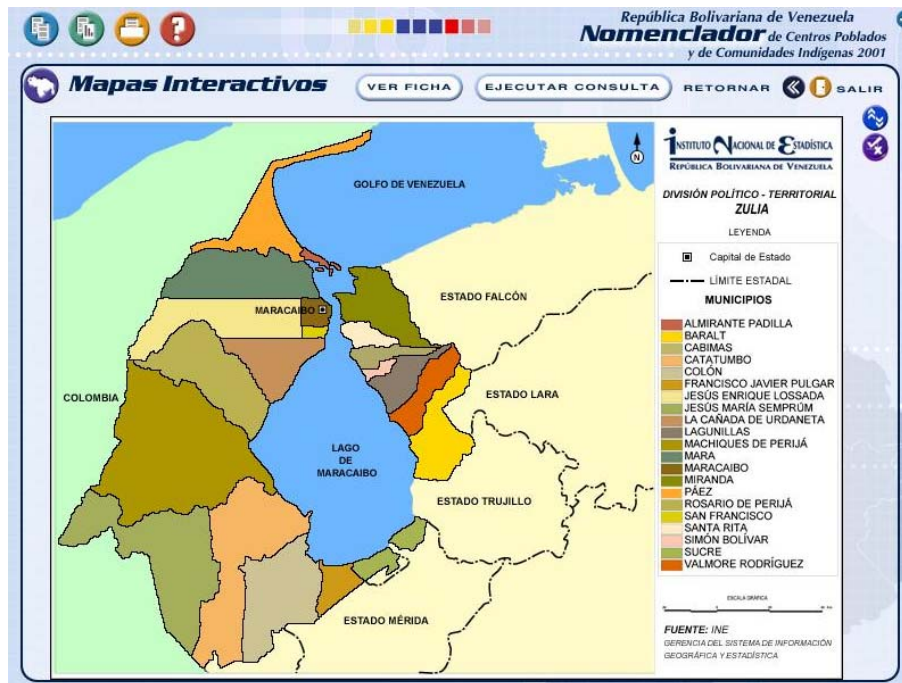 República Bolivariana de Venezuela
Nomenclador de Centros Poblados
y de Comunidades Indígenas 2001
Mapas Interactivos
VER FICHA
EJECUTAR CONSULTA
RETORNAR
SALIR
INSTITUTO NACIONAL DE ESTADÍSTICA
REPÚBLICA BOLIVARIANA DE VENEZUELA
DIVISIÓN POLÍTICO - TERRITORIAL
ZULIA
LEYENDA
Capital de Estado
LÍMITE ESTADAL
MUNICIPIOS
ALMIRANTE PADILLA
BARALT
CABIMAS
CATATUMBO
COLÓN
FRANCISCO JAVIER PULGAR
JESÚS ENRIQUE LOSSADA
JESÚS MARÍA SEMPRÚM
LA CAÑADA DE URDANETA
LAGUNILLAS
MACHIQUES DE PERIJÁ
MARA
MARACAIBO
MIRANDA
PÁEZ
ROSARIO DE PERIJÁ
SAN FRANCISCO
SANTA RITA
SIMÓN BOLÍVAR
SUCRE
VALMORE RODRÍGUEZ
ESCALA GRÁFICA
FUENTE: INE
GERENCIA DEL SISTEMA DE INFORMACIÓN
GEOGRÁFICA Y ESTADÍSTICA
GOLFO DE VENEZUELA
N
ESTADO FALCÓN
MARACAIBO
COLOMBIA
ESTADO LARA
LAGO
DE
MARACAIBO
ESTADO TRUJILLO
ESTADO MÉRIDA